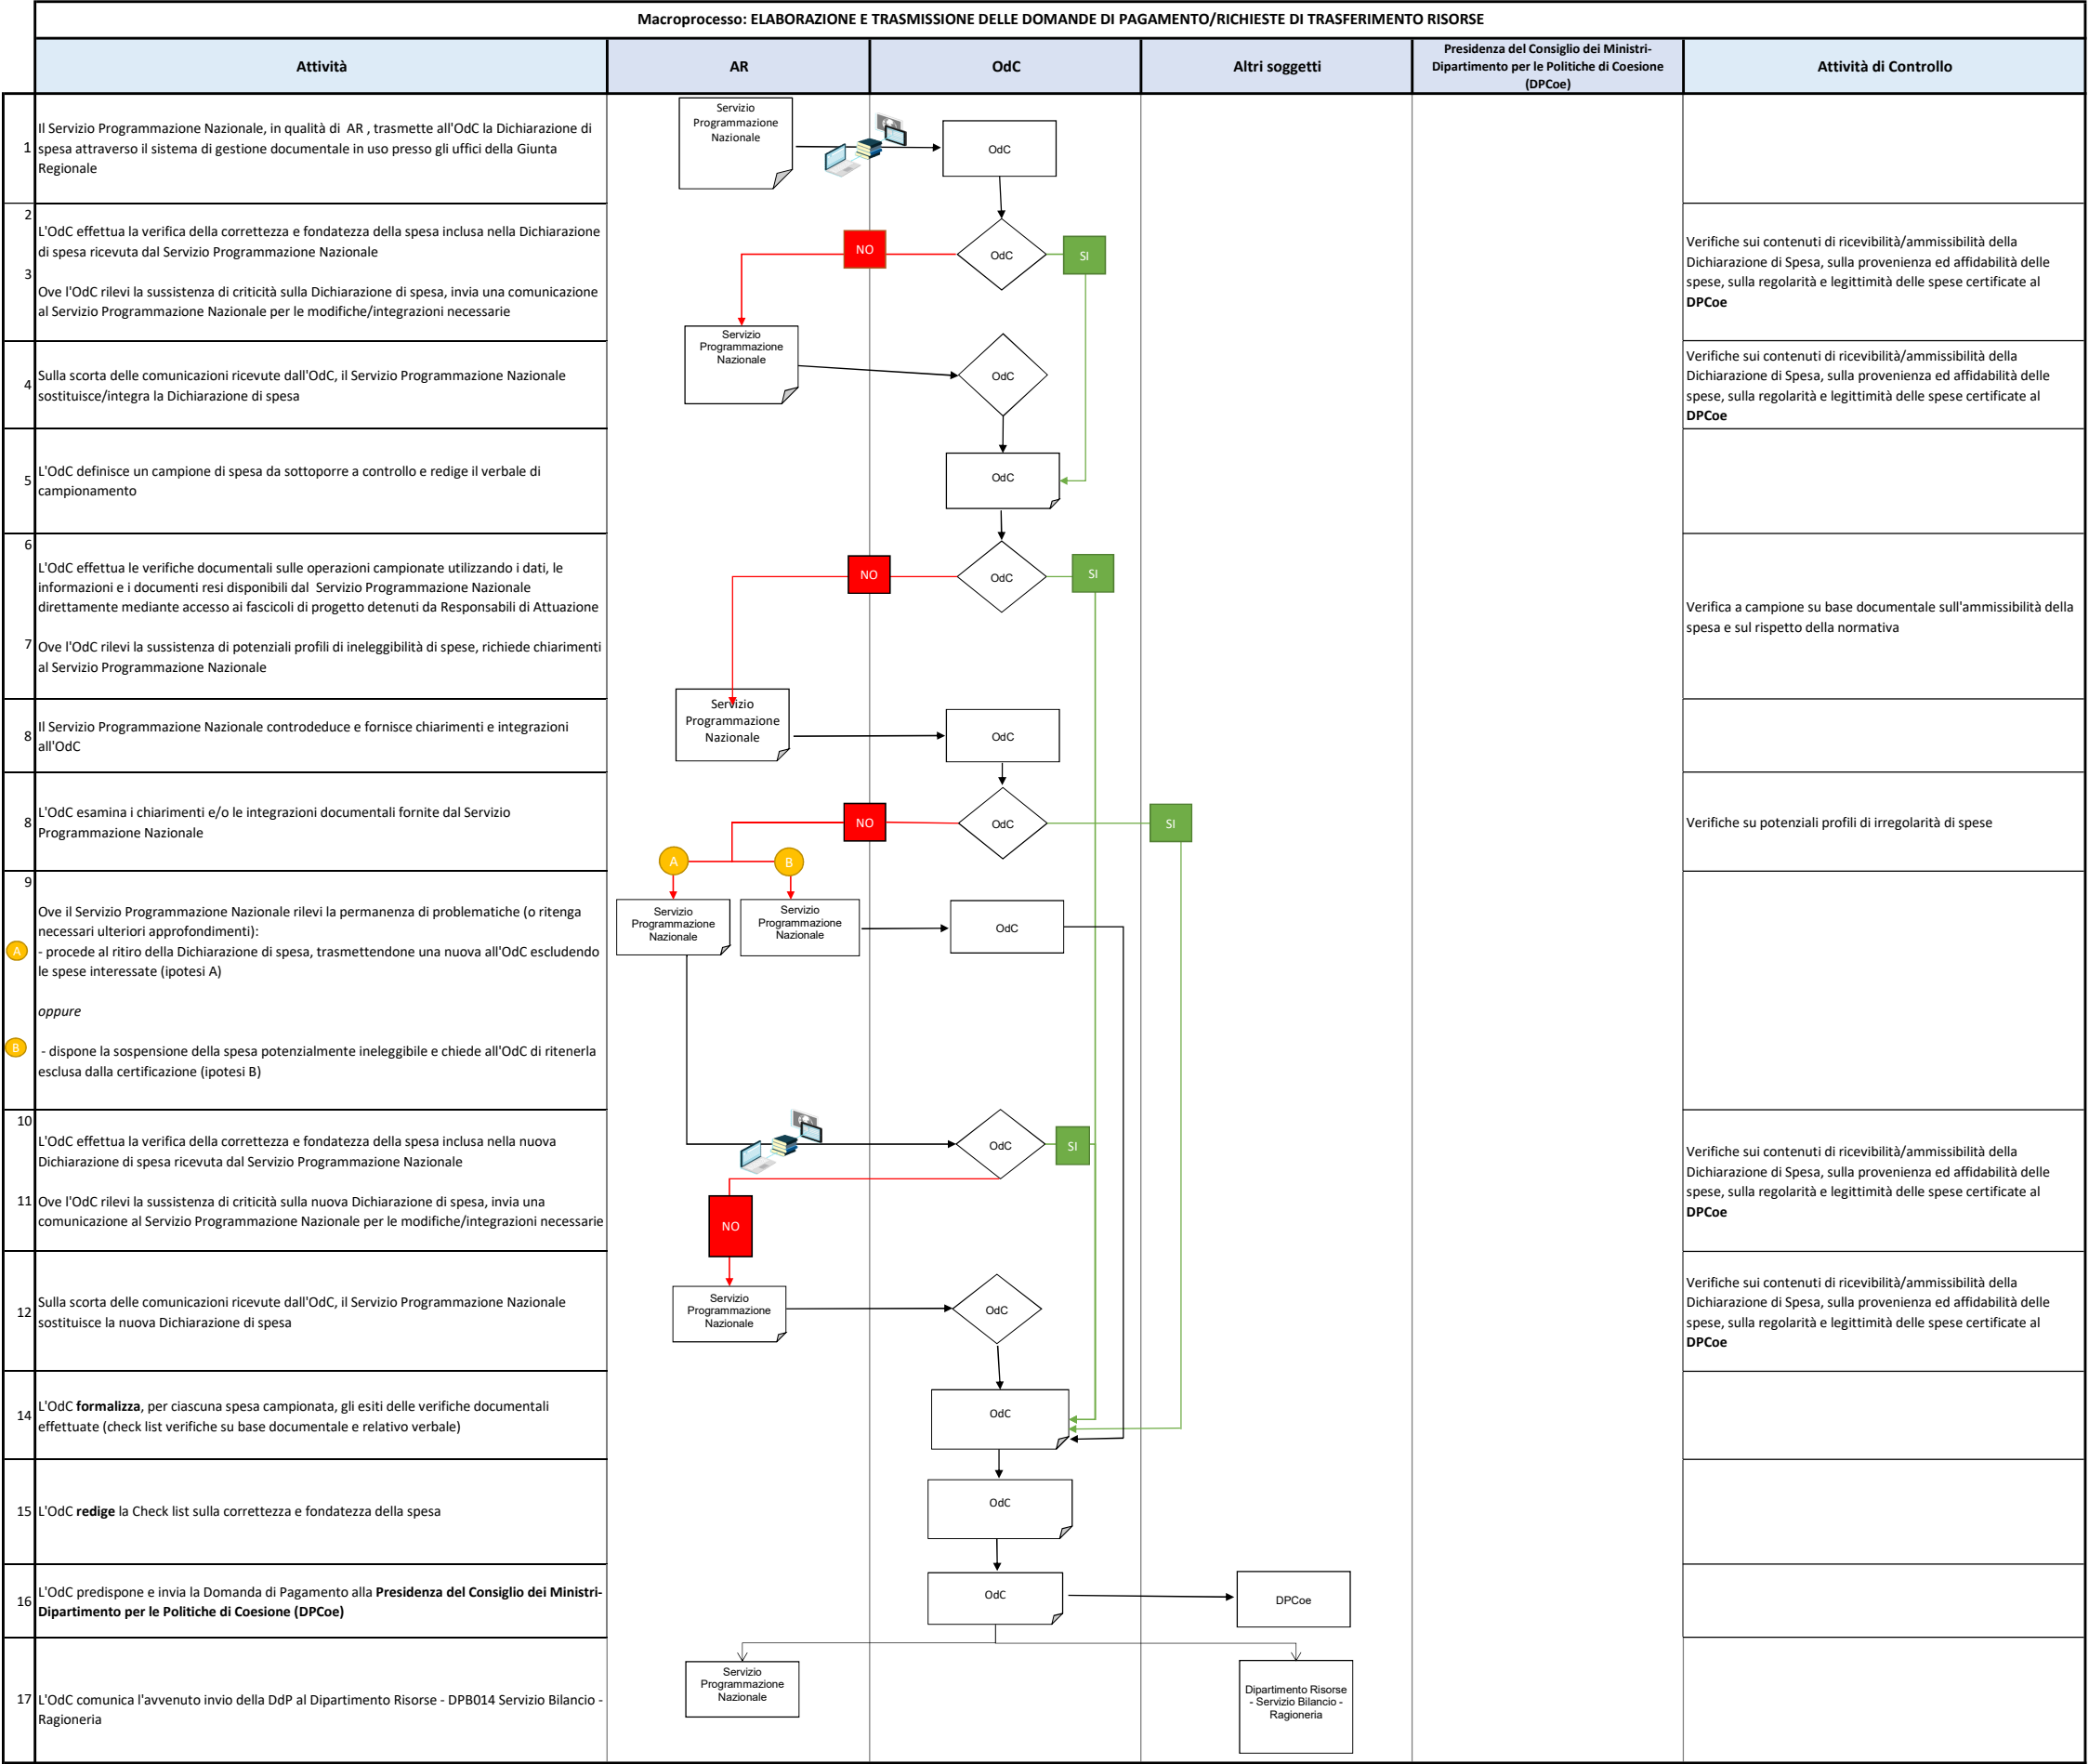 Macroprocesso: ELABORAZIONE E TRASMISSIONE DELLE DOMANDE DI PAGAMENTO/RICHIESTE DI TRASFERIMENTO RISORSE
Attività
AR
OdC
Altri soggetti
Presidenza del Consiglio dei Ministri-
Dipartimento per le Politiche di Coesione
(DPCoe)
Attività di Controllo
1
Il Servizio Programmazione Nazionale, in qualità di AR , trasmette all'OdC la Dichiarazione di
spesa attraverso il sistema di gestione documentale in uso presso gli uffici della Giunta
Regionale
Servizio
Programmazione
Nazionale
OdC
2
L'OdC effettua la verifica della correttezza e fondatezza della spesa inclusa nella Dichiarazione
di spesa ricevuta dal Servizio Programmazione Nazionale
3
Ove l'OdC rilevi la sussistenza di criticità sulla Dichiarazione di spesa, invia una comunicazione
al Servizio Programmazione Nazionale per le modifiche/integrazioni necessarie
NO
OdC
SI
Verifiche sui contenuti di ricevibilità/ammissibilità della
Dichiarazione di Spesa, sulla provenienza ed affidabilità delle
spese, sulla regolarità e legittimità delle spese certificate al
DPCoe
4
Sulla scorta delle comunicazioni ricevute dall'OdC, il Servizio Programmazione Nazionale
sostituisce/integra la Dichiarazione di spesa
Servizio
Programmazione
Nazionale
OdC
Verifiche sui contenuti di ricevibilità/ammissibilità della
Dichiarazione di Spesa, sulla provenienza ed affidabilità delle
spese, sulla regolarità e legittimità delle spese certificate al
DPCoe
5
L'OdC definisce un campione di spesa da sottoporre a controllo e redige il verbale di
campionamento
OdC
6
L'OdC effettua le verifiche documentali sulle operazioni campionate utilizzando i dati, le
informazioni e i documenti resi disponibili dal Servizio Programmazione Nazionale
direttamente mediante accesso ai fascicoli di progetto detenuti da Responsabili di Attuazione
7
Ove l'OdC rilevi la sussistenza di potenziali profili di ineleggibilità di spese, richiede chiarimenti
al Servizio Programmazione Nazionale
NO
OdC
SI
Verifica a campione su base documentale sull'ammissibilità della
spesa e sul rispetto della normativa
8
Il Servizio Programmazione Nazionale controdeduce e fornisce chiarimenti e integrazioni
all'OdC
Servizio
Programmazione
Nazionale
OdC
8
L'OdC esamina i chiarimenti e/o le integrazioni documentali fornite dal Servizio
Programmazione Nazionale
NO
OdC
SI
A
B
Verifiche su potenziali profili di irregolarità di spese
9
Ove il Servizio Programmazione Nazionale rilevi la permanenza di problematiche (o ritenga
necessari ulteriori approfondimenti):
A
- procede al ritiro della Dichiarazione di spesa, trasmettendone una nuova all'OdC escludendo
le spese interessate (ipotesi A)
oppure
B
- dispone la sospensione della spesa potenzialmente ineleggibile e chiede all'OdC di ritenerla
esclusa dalla certificazione (ipotesi B)
Servizio
Programmazione
Nazionale
Servizio
Programmazione
Nazionale
OdC
10
L'OdC effettua la verifica della correttezza e fondatezza della spesa inclusa nella nuova
Dichiarazione di spesa ricevuta dal Servizio Programmazione Nazionale
11
Ove l'OdC rilevi la sussistenza di criticità sulla nuova Dichiarazione di spesa, invia una
comunicazione al Servizio Programmazione Nazionale per le modifiche/integrazioni necessarie
OdC
SI
NO
Verifiche sui contenuti di ricevibilità/ammissibilità della
Dichiarazione di Spesa, sulla provenienza ed affidabilità delle
spese, sulla regolarità e legittimità delle spese certificate al
DPCoe
12
Sulla scorta delle comunicazioni ricevute dall'OdC, il Servizio Programmazione Nazionale
sostituisce la nuova Dichiarazione di spesa
Servizio
Programmazione
Nazionale
OdC
Verifiche sui contenuti di ricevibilità/ammissibilità della
Dichiarazione di Spesa, sulla provenienza ed affidabilità delle
spese, sulla regolarità e legittimità delle spese certificate al
DPCoe
14
L'OdC formalizza, per ciascuna spesa campionata, gli esiti delle verifiche documentali
effettuate (check list verifiche su base documentale e relativo verbale)
OdC
15
L'OdC redige la Check list sulla correttezza e fondatezza della spesa
OdC
16
L'OdC predispone e invia la Domanda di Pagamento alla Presidenza del Consiglio dei Ministri-
Dipartimento per le Politiche di Coesione (DPCoe)
OdC
DPCoe
17
L'OdC comunica l'avvenuto invio della DdP al Dipartimento Risorse - DPB014 Servizio Bilancio -
Ragioneria
Servizio
Programmazione
Nazionale
Dipartimento Risorse
- Servizio Bilancio -
Ragioneria